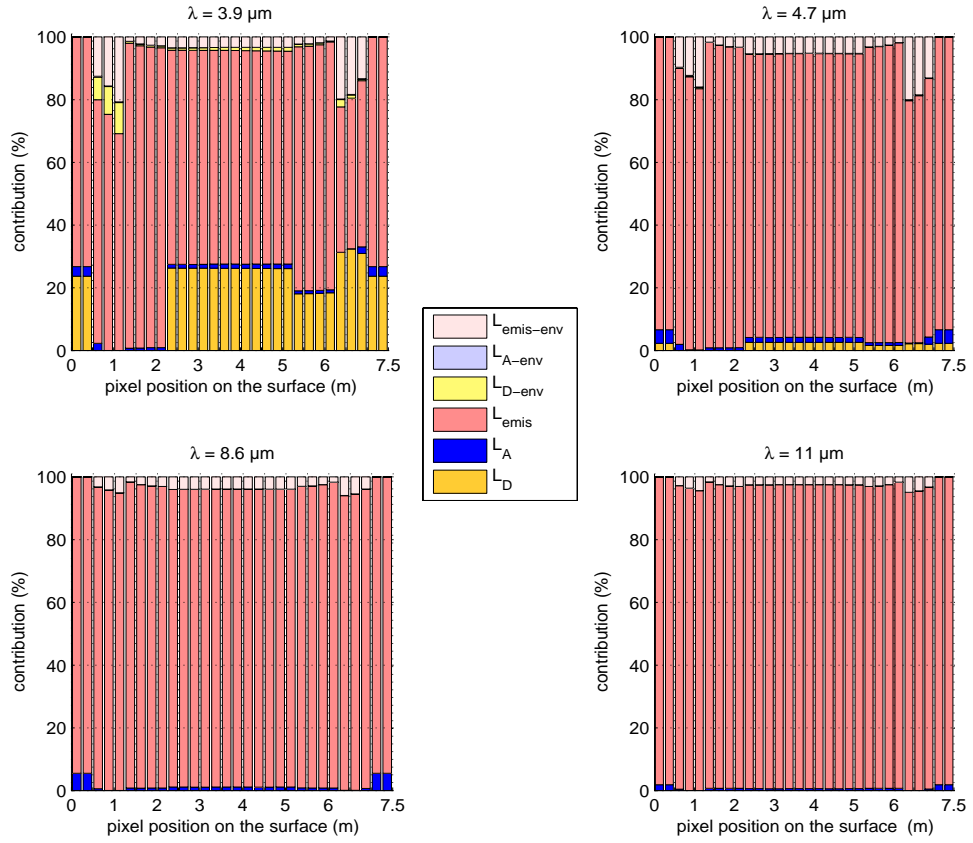 λ = 3.9 µm
100
80
60
40
20
0
contribution (%)
0 1 2 3 4 5 6 7.5
pixel position on the surface (m)
λ = 4.7 µm
100
80
60
40
20
0
contribution (%)
0 1 2 3 4 5 6 7.5
pixel position on the surface (m)
L_emis−env
L_A−env
L_D−env
L_emis
L_A
L_D
λ = 8.6 µm
100
80
60
40
20
0
contribution (%)
0 1 2 3 4 5 6 7.5
pixel position on the surface (m)
λ = 11 µm
100
80
60
40
20
0
contribution (%)
0 1 2 3 4 5 6 7.5
pixel position on the surface (m)